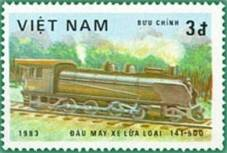 VIỆT NAM
BƯU CHÍNH
3đ
1983 ĐẦU MÁY XE LỬA LOẠI 141-500